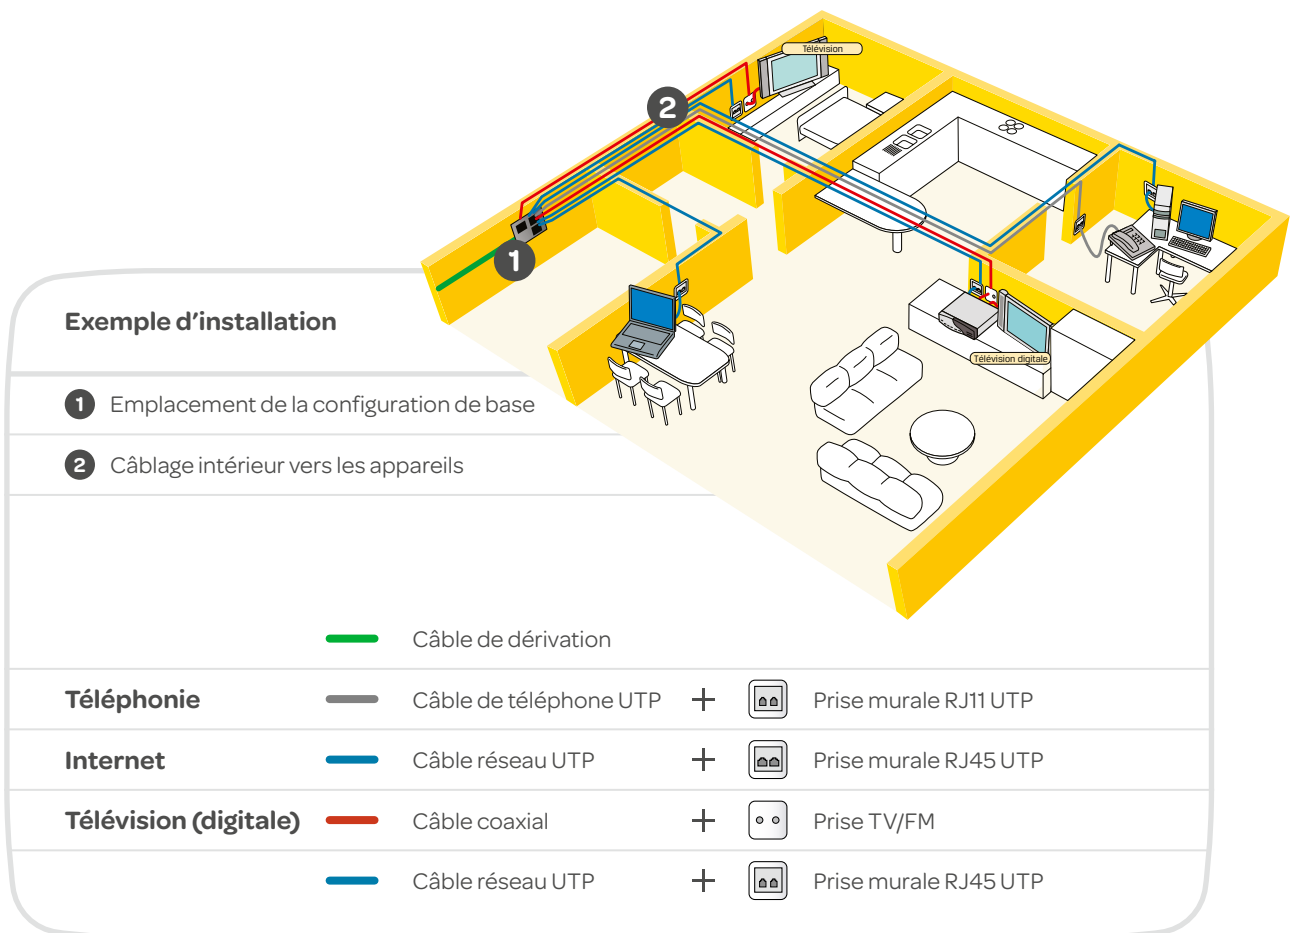 Télévision
2
1
Télévision digitale
Exemple d'installation
1 Emplacement de la configuration de base
2 Câblage intérieur vers les appareils
Câble de dérivation
Téléphonie Câble de téléphone UTP + Prise murale RJ11 UTP
Internet Câble réseau UTP + Prise murale RJ45 UTP
Télévision (digitale) Câble coaxial + Prise TV/FM
Câble réseau UTP + Prise murale RJ45 UTP